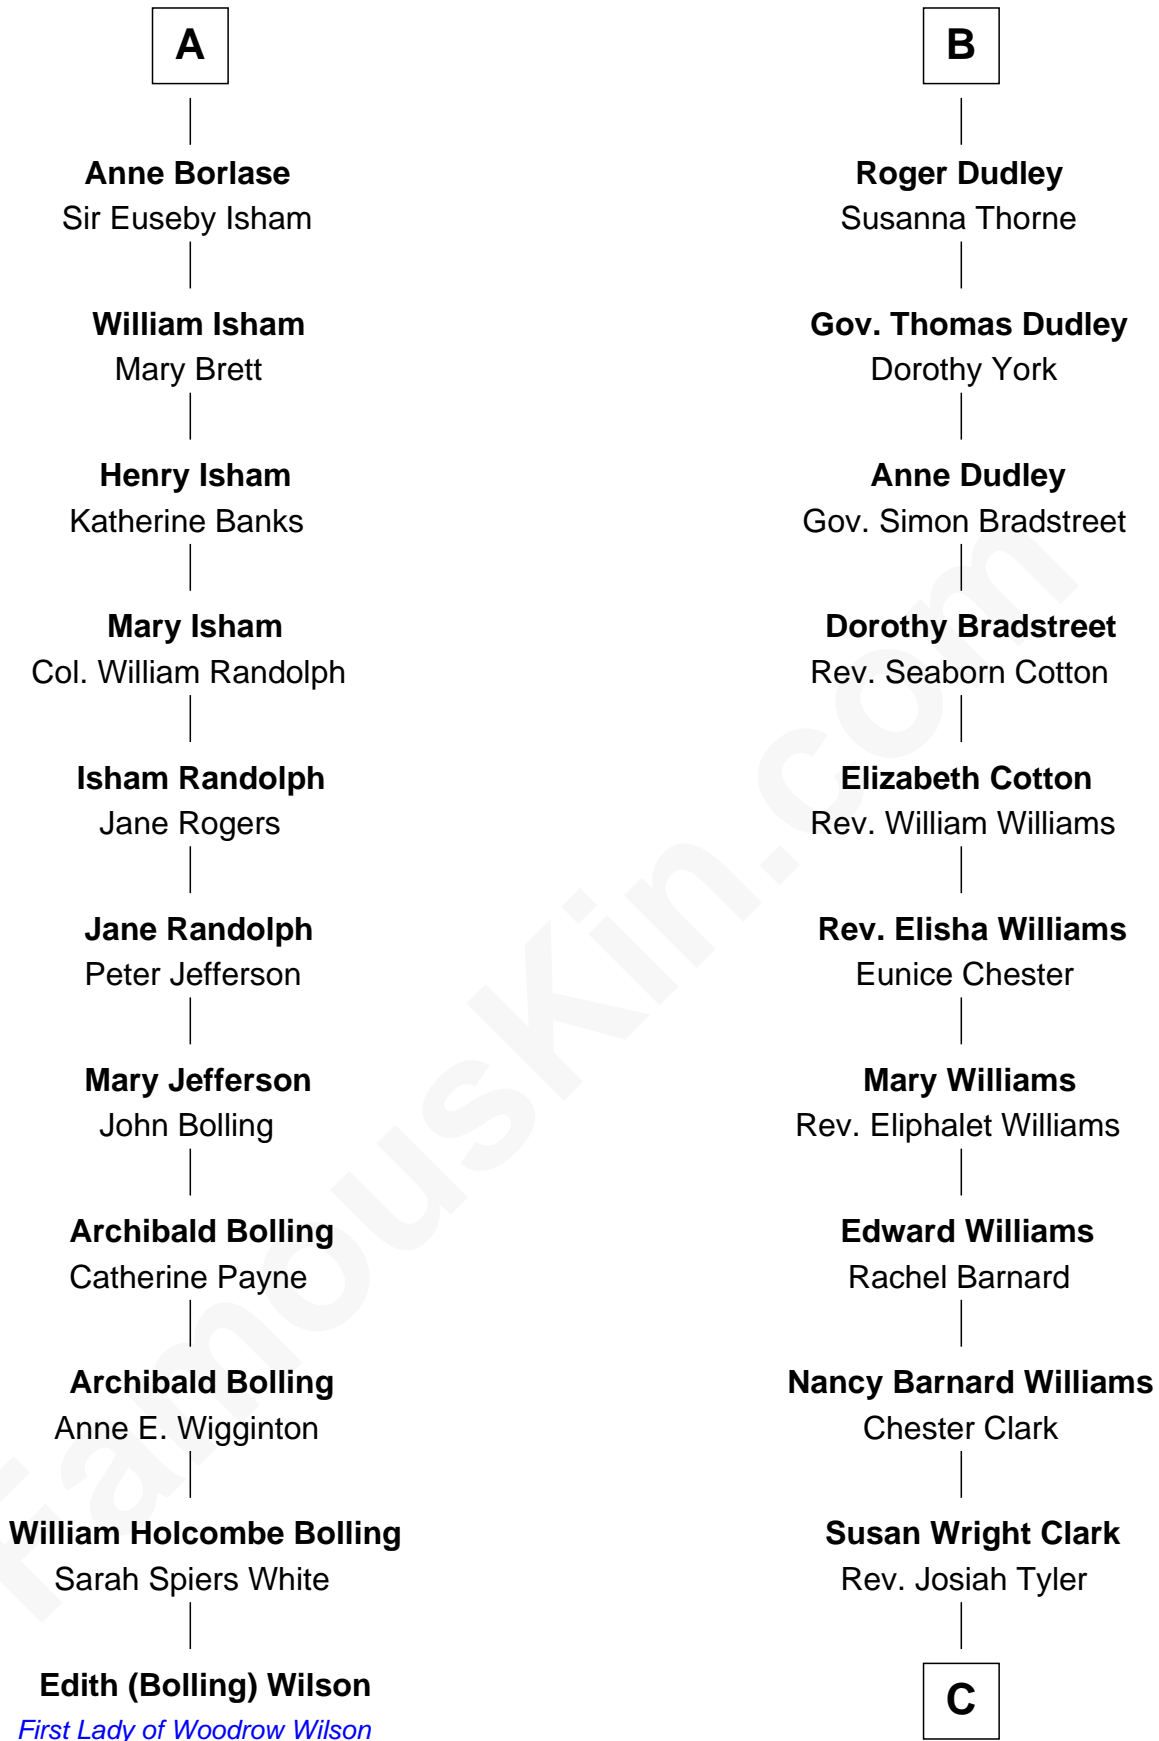 A
Anne Borlase
Sir Euseby Isham
William Isham
Mary Brett
Henry Isham
Katherine Banks
Mary Isham
Col. William Randolph
Isham Randolph
Jane Rogers
Jane Randolph
Peter Jefferson
Mary Jefferson
John Bolling
Archibald Bolling
Catherine Payne
Archibald Bolling
Anne E. Wigginton
William Holcombe Bolling
Sarah Spiers White
Edith (Bolling) Wilson
First Lady of Woodrow Wilson
B
Roger Dudley
Susanna Thorne
Gov. Thomas Dudley
Dorothy York
Anne Dudley
Gov. Simon Bradstreet
Dorothy Bradstreet
Rev. Seaborn Cotton
Elizabeth Cotton
Rev. William Williams
Rev. Elisha Williams
Eunice Chester
Mary Williams
Rev. Eliphalet Williams
Edward Williams
Rachel Barnard
Nancy Barnard Williams
Chester Clark
Susan Wright Clark
Rev. Josiah Tyler
C
FamousKin.com